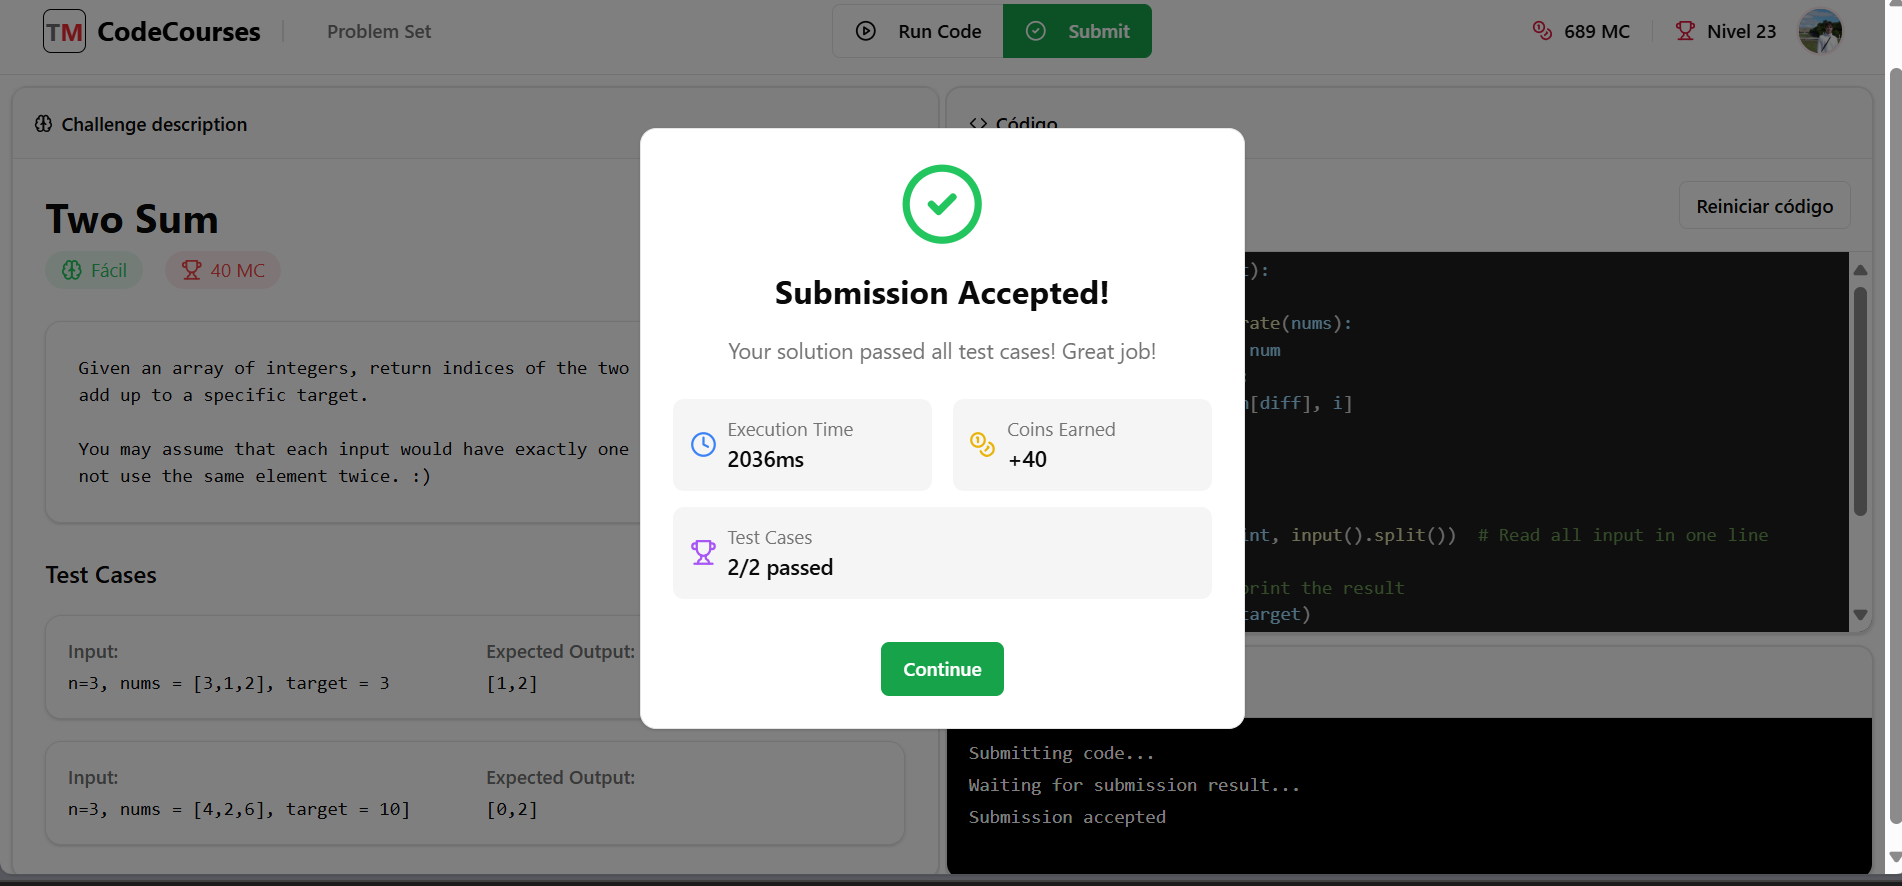 TM CodeCourses
Problem Set
Run Code
Submit
689 MC
Nivel 23
Challenge description
Two Sum
Fácil
40 MC
Given an array of integers, return indices of the two
add up to a specific target.
You may assume that each input would have exactly one
not use the same element twice. :)
Test Cases
Input:
Expected Output:
n=3, nums = [3,1,2], target = 3
[1,2]
Input:
Expected Output:
n=3, nums = [4,2,6], target = 10]
[0,2]
Submission Accepted!
Your solution passed all test cases! Great job!
Execution Time
2036ms
Coins Earned
+40
Test Cases
2/2 passed
Continue
<> Código
Reiniciar código
):
rate(nums):
num
[diff], i]
int, input().split()) # Read all input in one line
print the result
target)
Submitting code...
Waiting for submission result...
Submission accepted